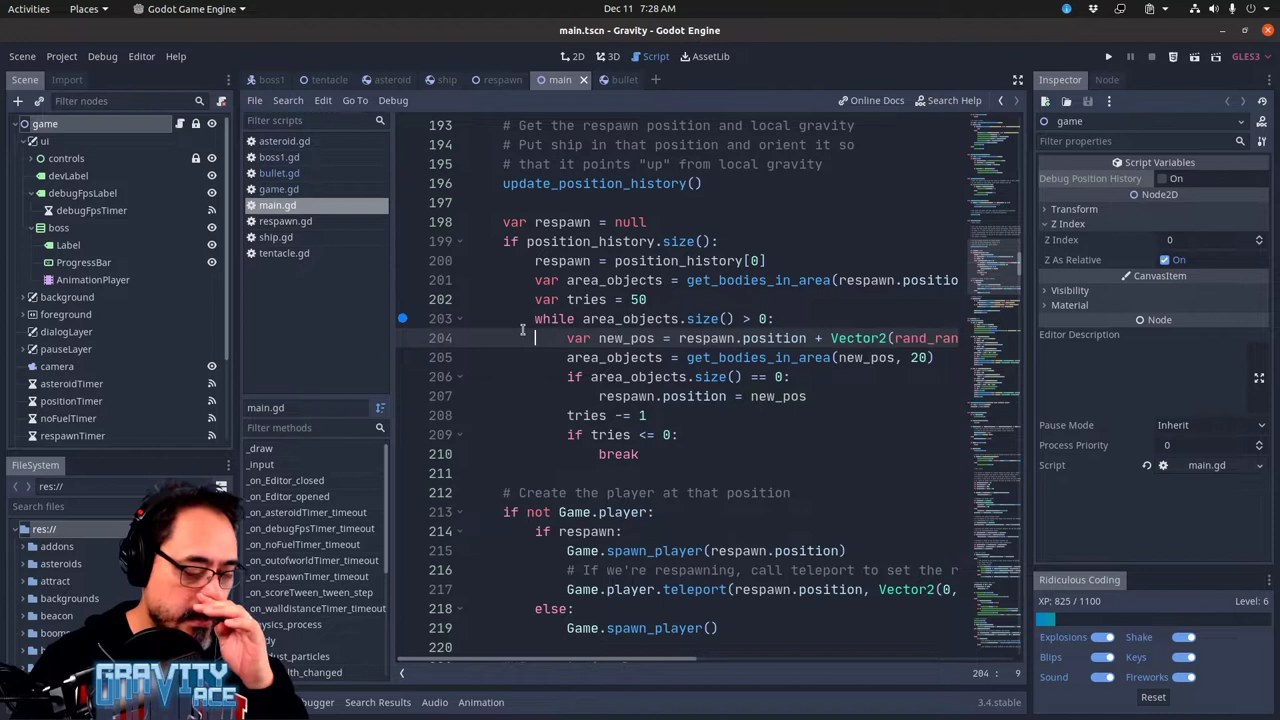 Activities Places Godot Game Engine Dec 11 7:28 AM
main.tscn - Gravity - Godot Engine
Scene Project Debug Editor Help 2D 3D Script AssetLib GLES3
Scene Import boss1 tentacle asteroid ship respawn main bullet Inspector Node
Filter nodes File Search Edit Go To Debug Online Docs Search Help
game Filter scripts game
ui asteroid.gd Filter properties
controls boss1.gd Script Variables
devLabel bullet.gd Debug Position History On
debugFpsLabel game.gd Node2D
debugFpsTimer Transform
boss respawn.gd Z Index
Label ship.gd Z Index 0
ProgressBar tentacle.gd Z As Relative On
AnimationPlayer CanvasItem
background Visibility
foreground Material
dialogLayer Node
pauseLayer Editor Description
camera
asteroidTimer
positionTimer main.gd
noFuelTimer Filter methods Pause Mode Inherit
respawnTimer _draw Process Priority 0
FileSystem _input Script main.gd
res://
Search files
res://
addons
asteroids
attract
backgrounds
beacon
193 # Get the respawn position and local gravity
194 # Put ship in that position and orient it so
195 # that it points "up" from local gravity
196 update_position_history()
197
198 var respawn = null
199 if position_history.size():
200 respawn = position_history[0]
201 var area_objects = get_bodies_in_area(respawn.positio
202 var tries = 50
203 while area_objects.size() > 0:
204 var new_pos = respawn.position + Vector2(rand_ran
205 area_objects = get_bodies_in_area(new_pos, 20)
206 if area_objects.size() == 0:
207 respawn.position = new_pos
208 tries -= 1
209 if tries <= 0:
210 break
211
212 # Create the player at that position
213 if not Game.player:
214 if respawn:
215 Game.spawn_player(respawn.position)
216 # If we're respawning, call teleport to set the r
217 Game.player.teleport(respawn.position, Vector2(0,
218 else:
219 Game.spawn_player()
220
204 : 9
Search Results Audio Animation 3.4.stable
Ridiculous Coding
XP: 825 / 1100 Level: 6
Explosions Shake
Blips Keys
Sound Fireworks
Reset
GRAVITY
ACE